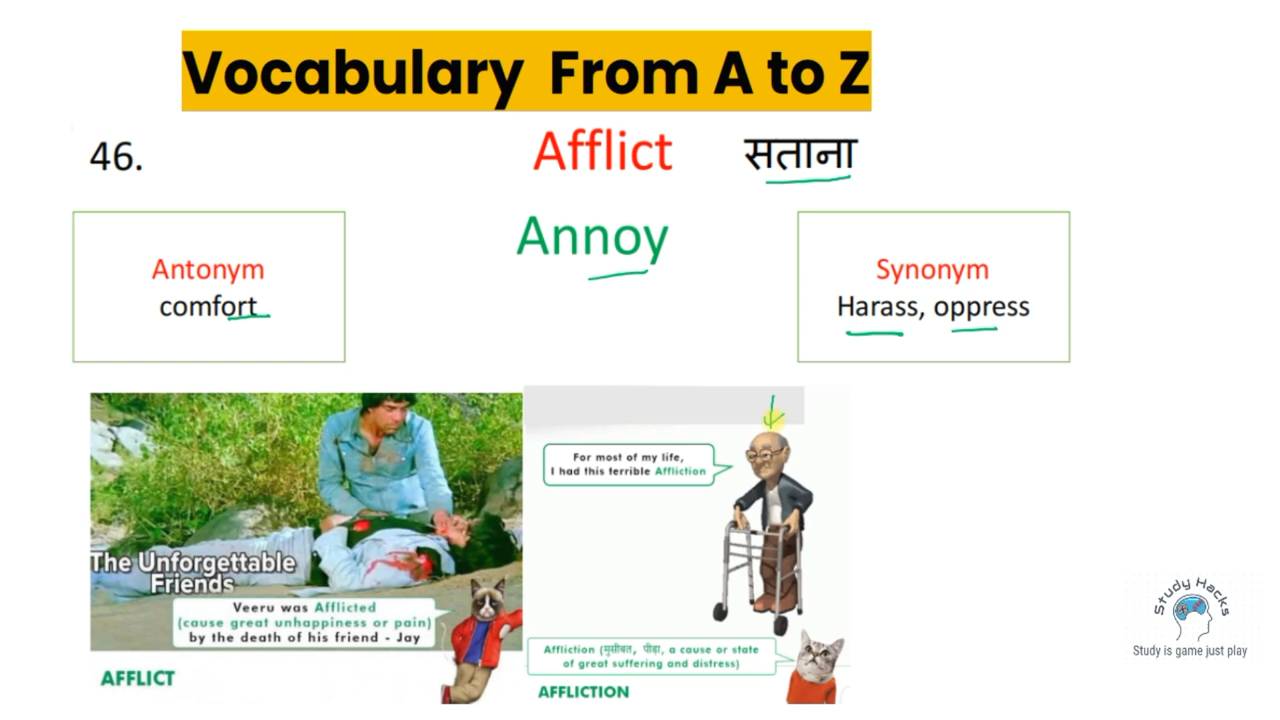 Vocabulary From A to Z
46.
Afflict
सताना
Annoy
Antonym
comfort
Synonym
Harass, oppress
The Unforgettable
Friends
Veeru was Afflicted
(cause great unhappiness or pain)
by the death of his friend - Jay
AFFLICT
For most of my life,
I had this terrible Affliction
Affliction (मुसीबत, पीड़ा, a cause or state
of great suffering and distress)
AFFLICTION
Study Hacks
Study is game just play